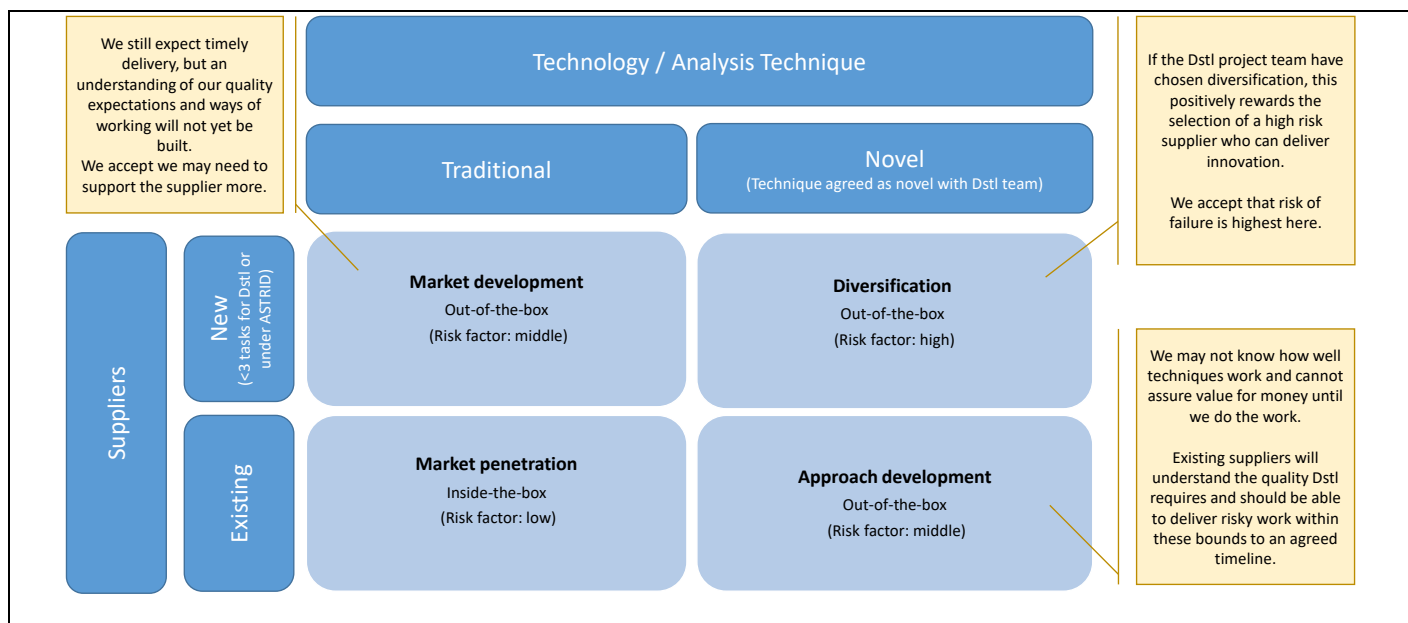 We still expect timely
delivery, but an
understanding of our quality
expectations and ways of
working will not yet be
built.
We accept we may need to
support the supplier more.
Technology / Analysis Technique
If the Dstl project team have
chosen diversification, this
positively rewards the
selection of a high risk
supplier who can deliver
innovation.
We accept that risk of
failure is highest here.
Traditional
Novel
(Technique agreed as novel with Dstl team)
Suppliers
New
(<3 tasks for Dstl or
under ASTRID)
Market development
Out-of-the-box
(Risk factor: middle)
Diversification
Out-of-the-box
(Risk factor: high)
Existing
Market penetration
Inside-the-box
(Risk factor: low)
Approach development
Out-of-the-box
(Risk factor: middle)
We may not know how well
techniques work and cannot
assure value for money until
we do the work.
Existing suppliers will
understand the quality Dstl
requires and should be able
to deliver risky work within
these bounds to an agreed
timeline.